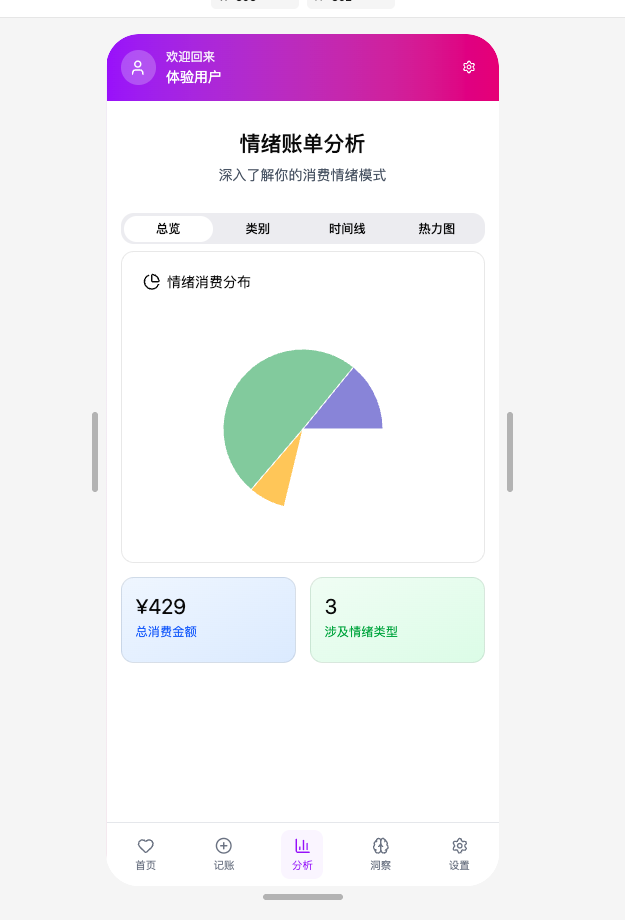 欢迎回来
体验用户
情绪账单分析
深入了解你的消费情绪模式
总览 类别 时间线 热力图
情绪消费分布
¥429 3
总消费金额 涉及情绪类型
首页 记账 分析 洞察 设置